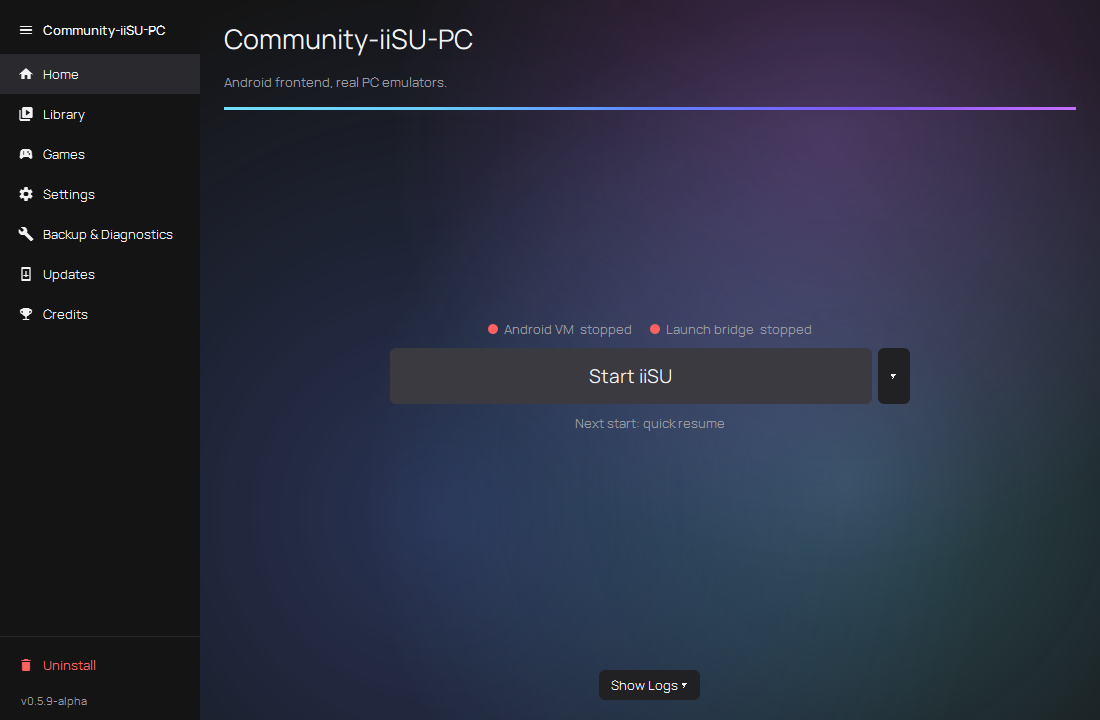 Community-iiSU-PC
Home
Library
Games
Settings
Backup & Diagnostics
Updates
Credits
Uninstall
v0.5.9-alpha
Community-iiSU-PC
Android frontend, real PC emulators.
Android VM stopped Launch bridge stopped
Start iiSU
Next start: quick resume
Show Logs